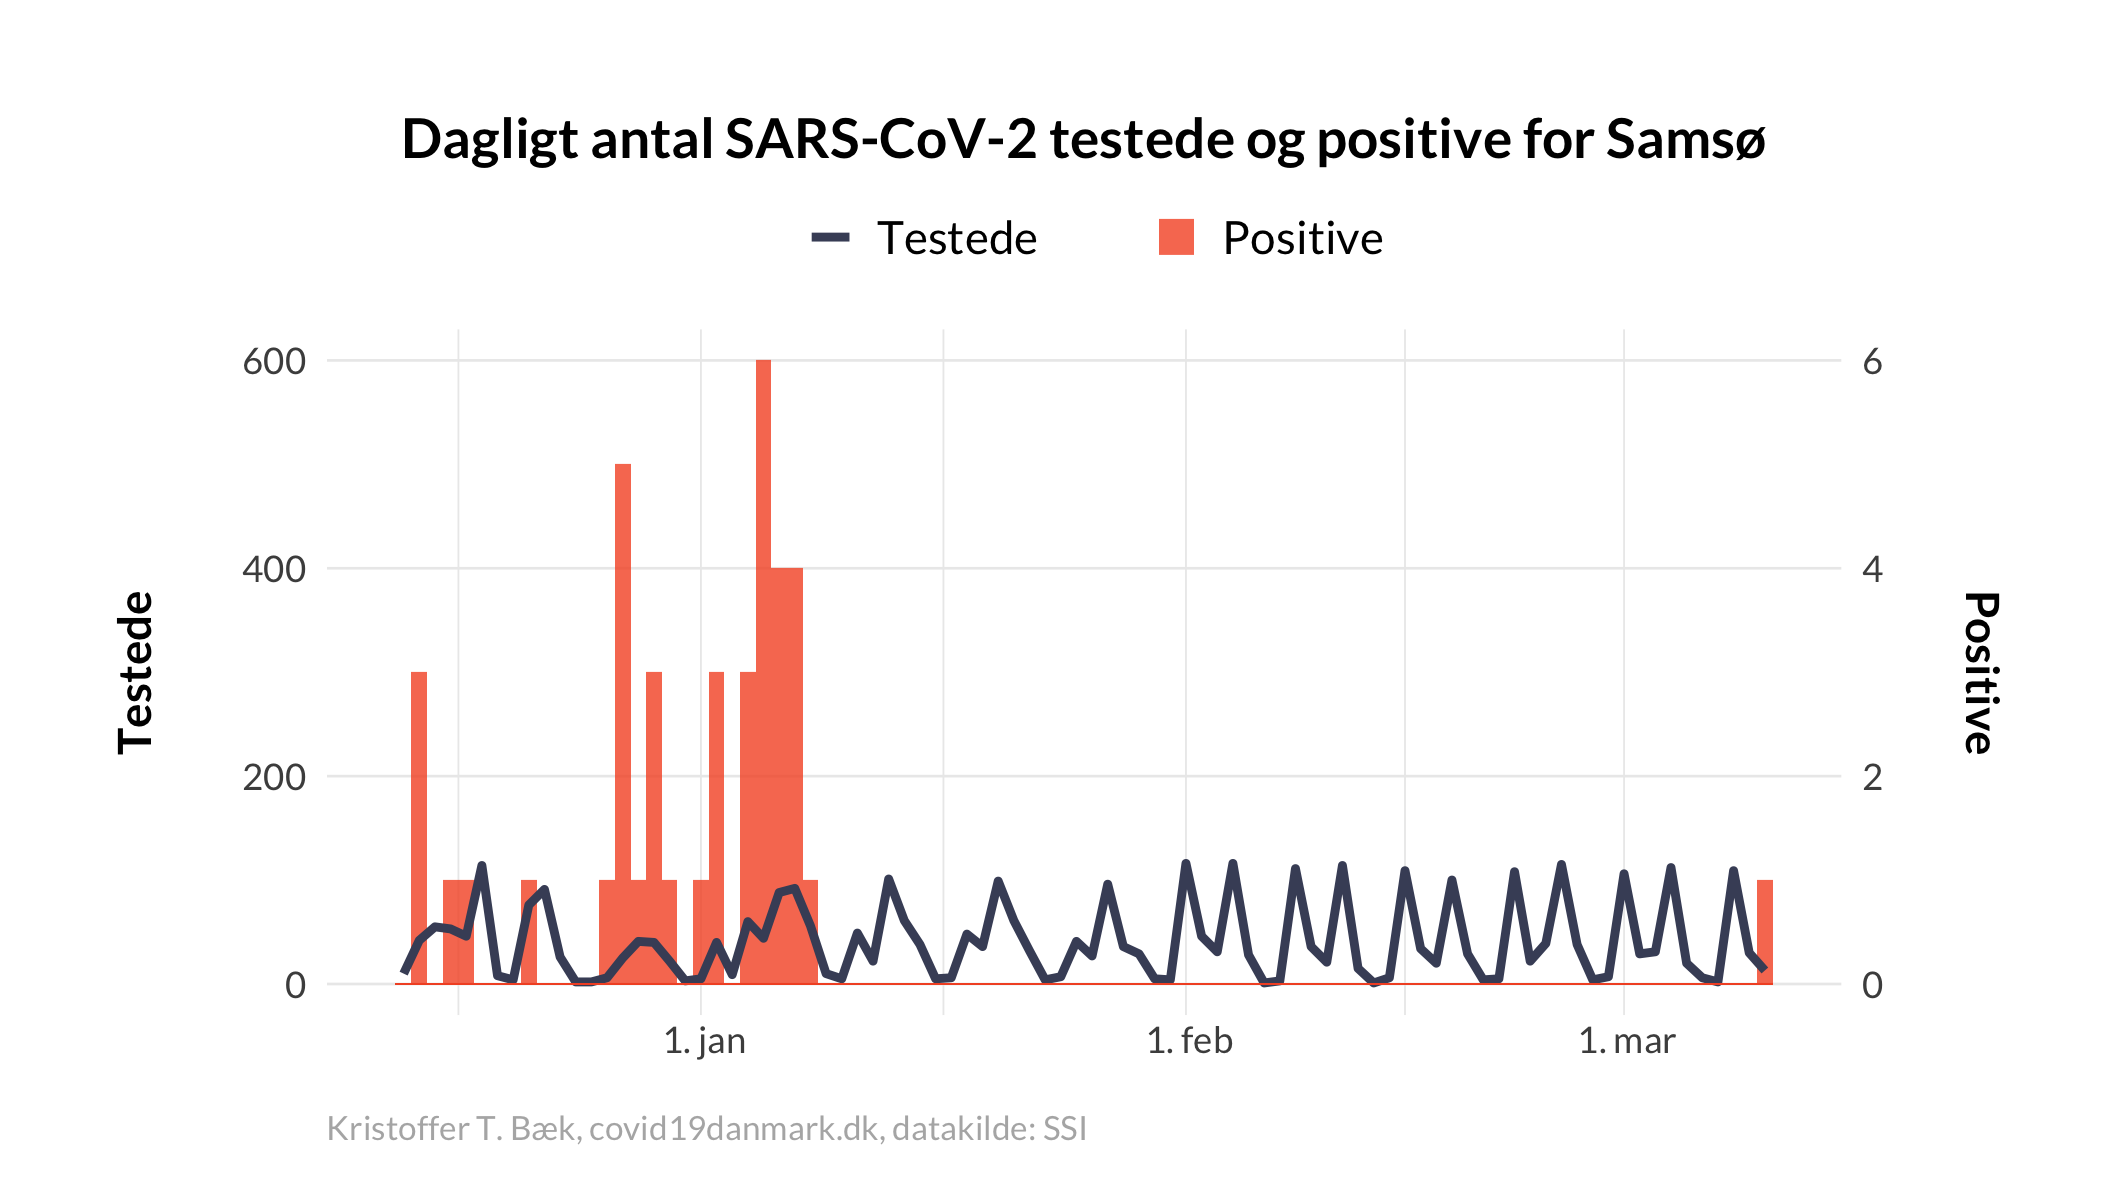 Dagligt antal SARS-CoV-2 testede og positive for Samsø
Testede Positive
600 6
400 4
200 2
0 0
Testede
Positive
1. jan 1. feb 1. mar
Kristoffer T. Bæk, covid19danmark.dk, datakilde: SSI